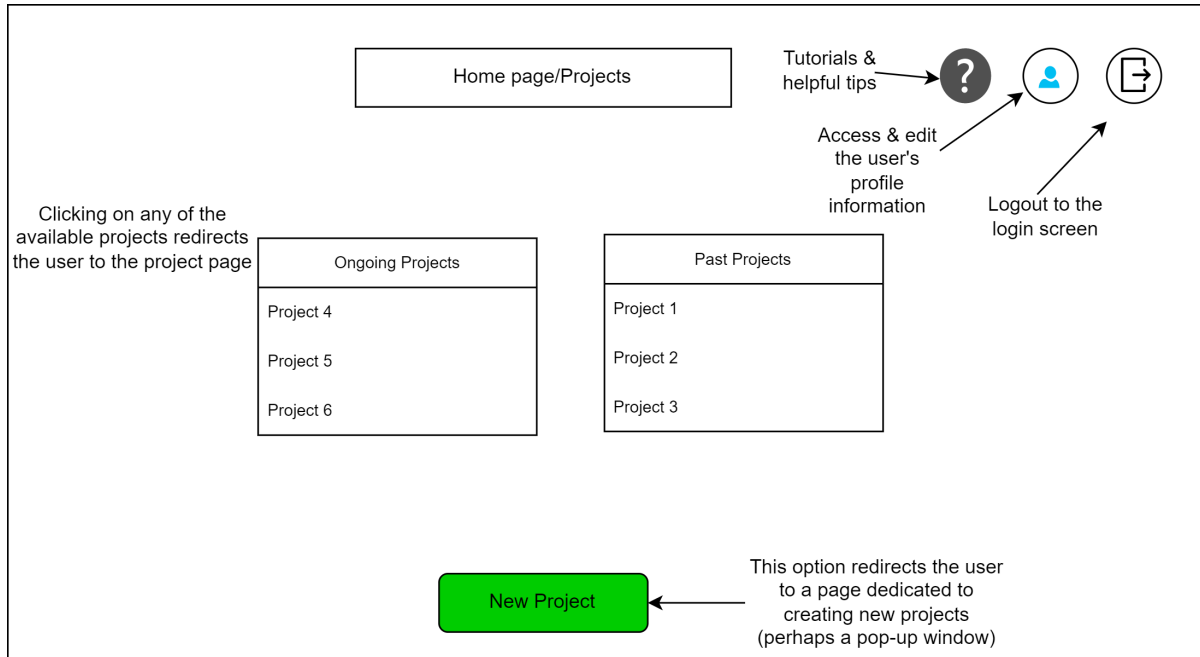 Home page/Projects
Tutorials &
helpful tips
?
Access & edit
the user's
profile
information
Logout to the
login screen
Clicking on any of the
available projects redirects
the user to the project page
Ongoing Projects
Project 4
Project 5
Project 6
Past Projects
Project 1
Project 2
Project 3
New Project
This option redirects the user
to a page dedicated to
creating new projects
(perhaps a pop-up window)